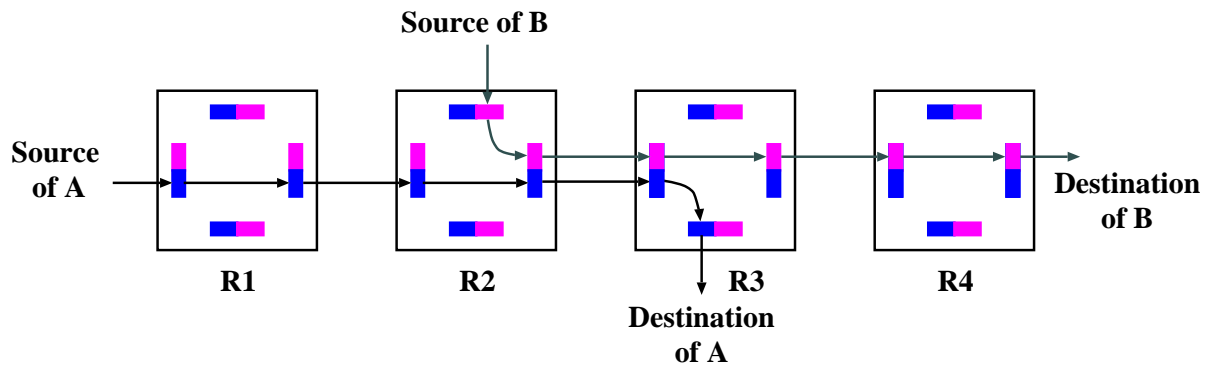 Source of B
Source
of A
Destination
of B
R1
R2
R3
R4
Destination
of A